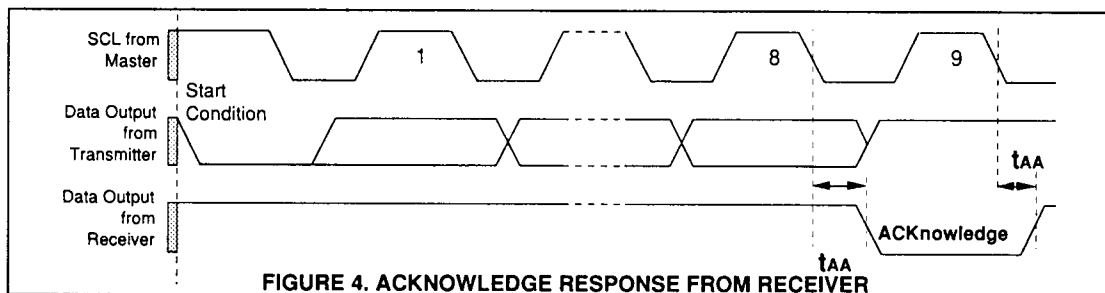 SCL from
Master
1
8
9
Start
Condition
Data Output
from
Transmitter
tAA
Data Output
from
Receiver
ACKnowledge
tAA
FIGURE 4. ACKNOWLEDGE RESPONSE FROM RECEIVER